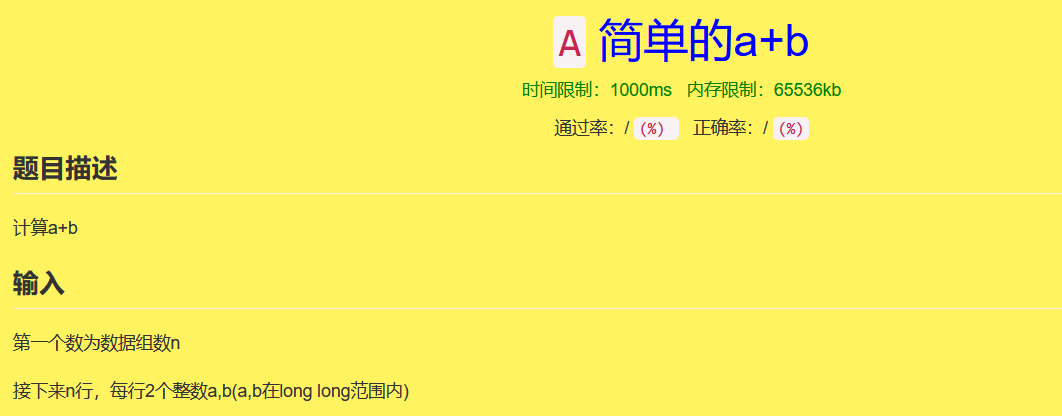 A 简单的a+b
时间限制：1000ms 内存限制：65536kb
通过率：/ (%) 正确率：/ (%)
题目描述
计算a+b
输入
第一个数为数据组数n
接下来n行，每行2个整数a,b(a,b在long long范围内)